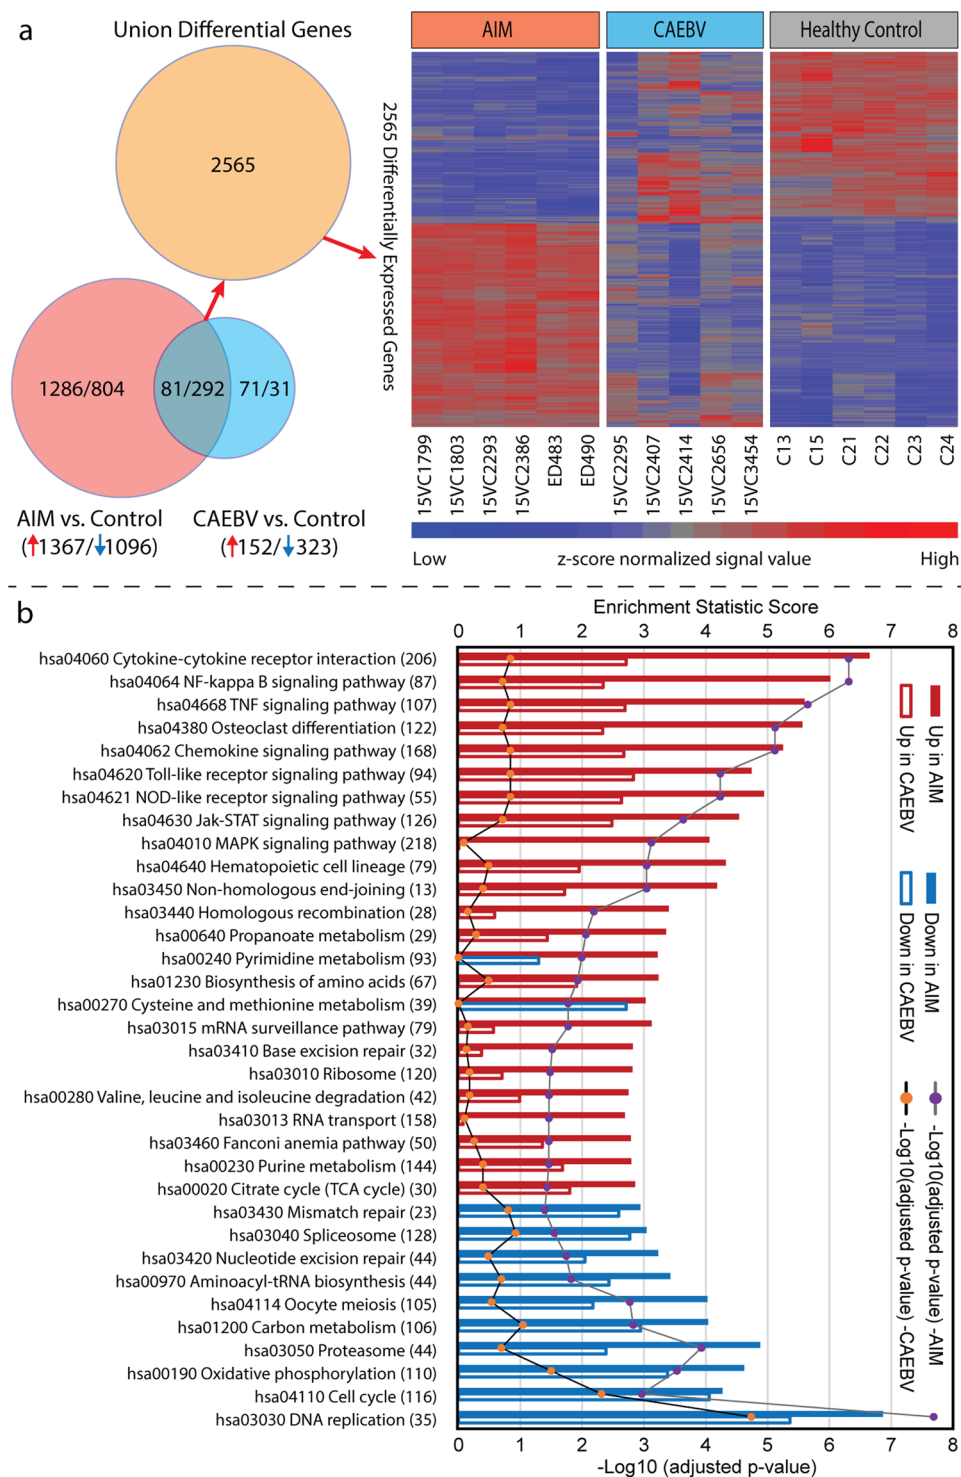 a
Union Differential Genes
2565
1286/804
81/292
71/31
AIM vs. Control
(↑1367/↓1096)
CAEBV vs. Control
(↑152/↓323)
2565 Differentially Expressed Genes
AIM
CAEBV
Healthy Control
15VC1799
15VC1803
15VC2293
15VC2386
ED483
ED490
15VC2295
15VC2407
15VC2414
15VC2656
15VC3454
C13
C15
C21
C22
C23
C24
Low
z-score normalized signal value
High
b
Enrichment Statistic Score
0 1 2 3 4 5 6 7 8
hsa04060 Cytokine-cytokine receptor interaction (206)
hsa04064 NF-kappa B signaling pathway (87)
hsa04668 TNF signaling pathway (107)
hsa04380 Osteoclast differentiation (122)
hsa04062 Chemokine signaling pathway (168)
hsa04620 Toll-like receptor signaling pathway (94)
hsa04621 NOD-like receptor signaling pathway (55)
hsa04630 Jak-STAT signaling pathway (126)
hsa04010 MAPK signaling pathway (218)
hsa04640 Hematopoietic cell lineage (79)
hsa03450 Non-homologous end-joining (13)
hsa03440 Homologous recombination (28)
hsa00640 Propanoate metabolism (29)
hsa00240 Pyrimidine metabolism (93)
hsa01230 Biosynthesis of amino acids (67)
hsa00270 Cysteine and methionine metabolism (39)
hsa03015 mRNA surveillance pathway (79)
hsa03410 Base excision repair (32)
hsa03010 Ribosome (120)
hsa00280 Valine, leucine and isoleucine degradation (42)
hsa03013 RNA transport (158)
hsa03460 Fanconi anemia pathway (50)
hsa00230 Purine metabolism (144)
hsa00020 Citrate cycle (TCA cycle) (30)
hsa03430 Mismatch repair (23)
hsa03040 Spliceosome (128)
hsa03420 Nucleotide excision repair (44)
hsa00970 Aminoacyl-tRNA biosynthesis (44)
hsa04114 Oocyte meiosis (105)
hsa01200 Carbon metabolism (106)
hsa03050 Proteasome (44)
hsa00190 Oxidative phosphorylation (110)
hsa04110 Cell cycle (116)
hsa03030 DNA replication (35)
Up in AIM
Up in CAEBV
Down in AIM
Down in CAEBV
-Log10(adjusted p-value) -AIM
-Log10(adjusted p-value) -CAEBV
0 1 2 3 4 5 6 7 8
-Log10 (adjusted p-value)